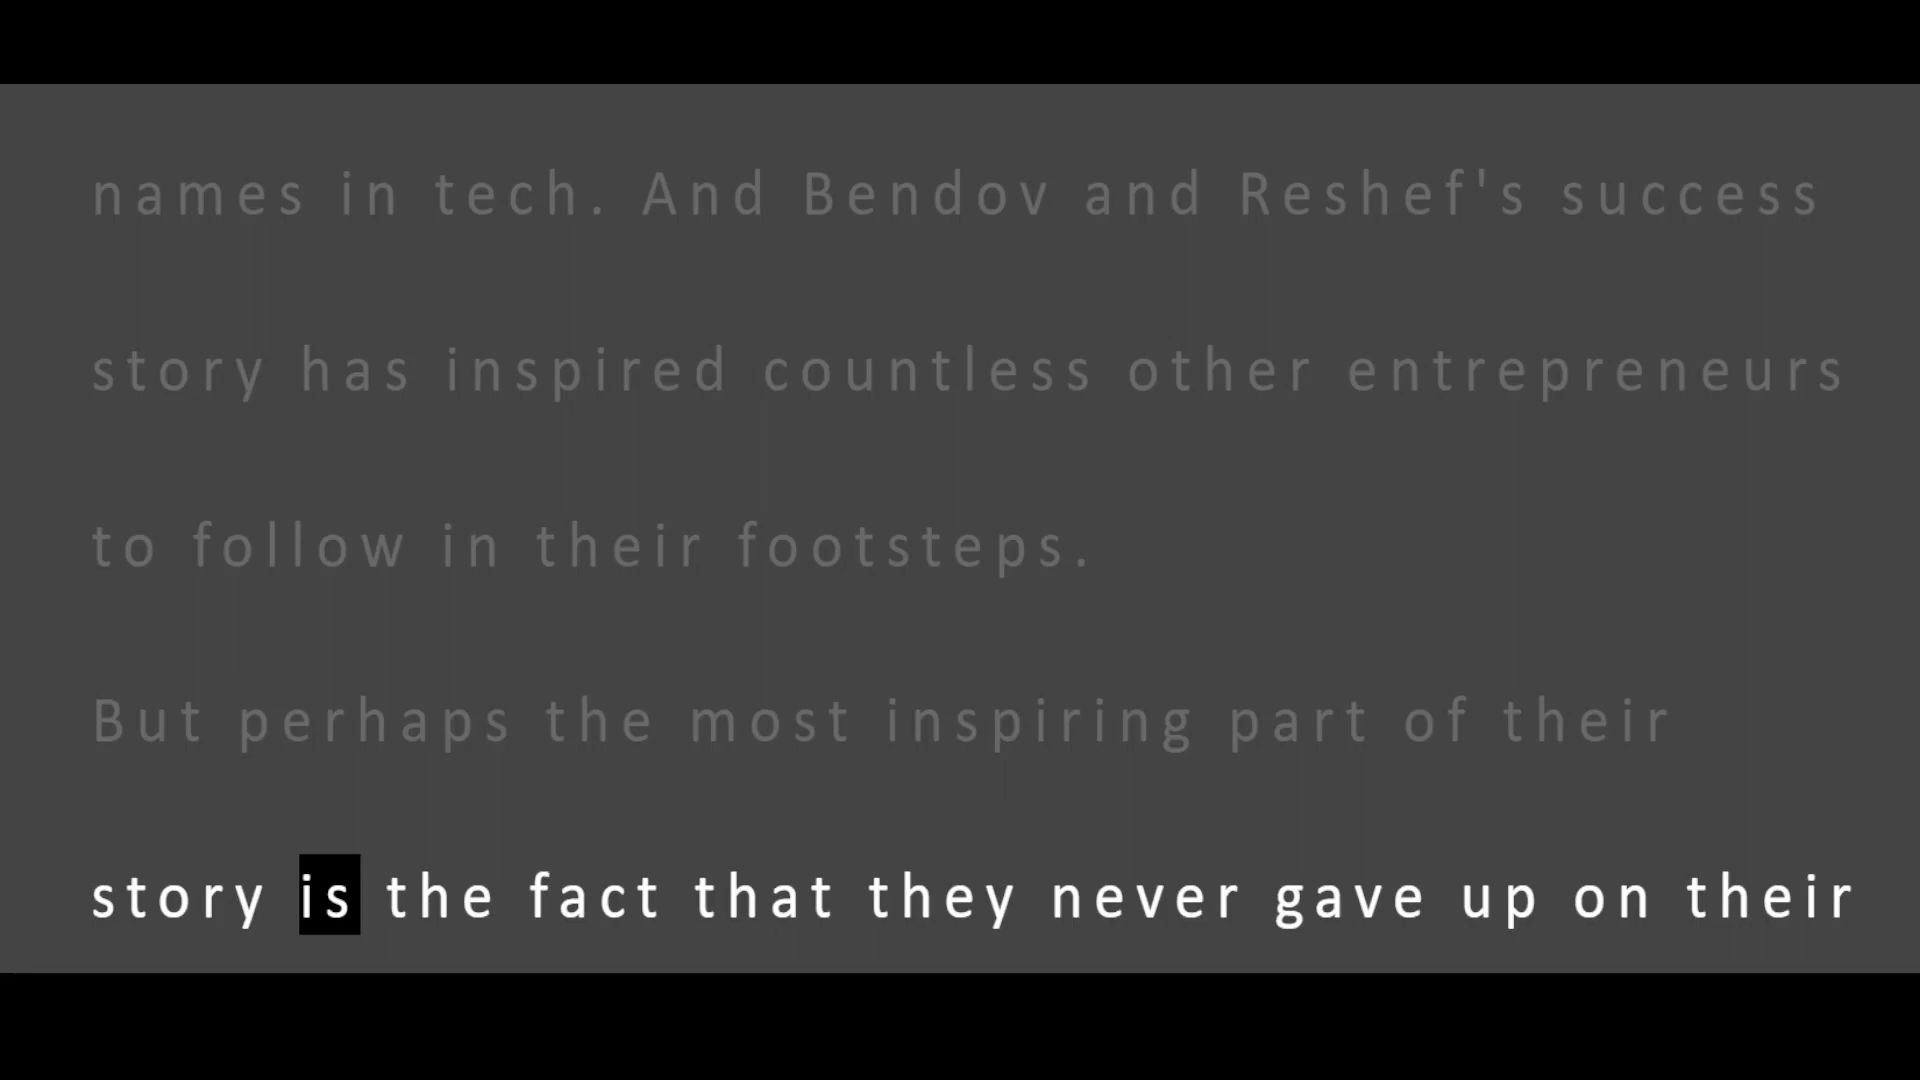 names in tech. And Bendov and Reshef's success
story has inspired countless other entrepreneurs
to follow in their footsteps.
But perhaps the most inspiring part of their
story is the fact that they never gave up on their